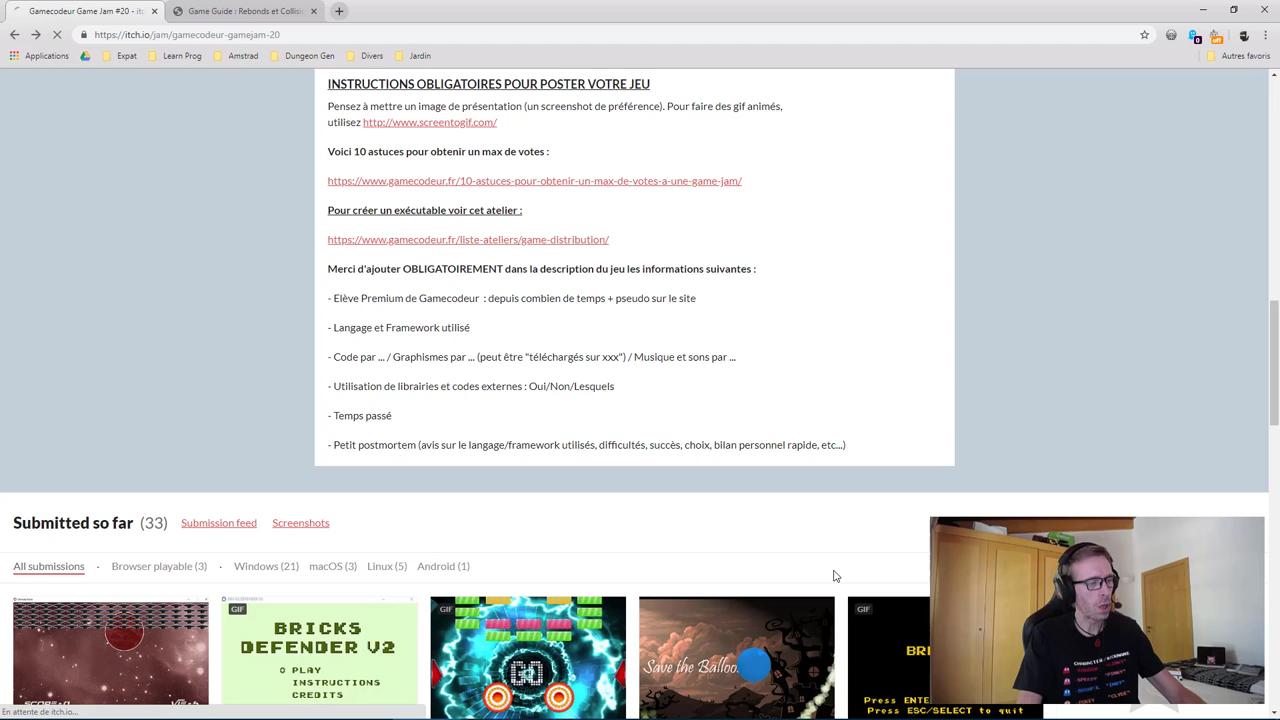 Gamecodeur Game Jam #20 - itch
Game Guide : Rebonds et Collisio
https://itch.io/jam/gamecodeur-gamejam-20
Applications
Expat
Learn Prog
Amstrad
Dungeon Gen
Divers
Jardin
Autres favoris
INSTRUCTIONS OBLIGATOIRES POUR POSTER VOTRE JEU
Pensez à mettre un image de présentation (un screenshot de préférence). Pour faire des gif animés,
utilisez http://www.screentogif.com/
Voici 10 astuces pour obtenir un max de votes :
https://www.gamecodeur.fr/10-astuces-pour-obtenir-un-max-de-votes-a-une-game-jam/
Pour créer un exécutable voir cet atelier :
https://www.gamecodeur.fr/liste-ateliers/game-distribution/
Merci d'ajouter OBLIGATOIREMENT dans la description du jeu les informations suivantes :
- Elève Premium de Gamecodeur : depuis combien de temps + pseudo sur le site
- Langage et Framework utilisé
- Code par ... / Graphismes par ... (peut être "téléchargés sur xxx") / Musique et sons par ...
- Utilisation de librairies et codes externes : Oui/Non/Lesquels
- Temps passé
- Petit postmortem (avis sur le langage/framework utilisés, difficultés, succès, choix, bilan personnel rapide, etc...)
Submitted so far (33) Submission feed Screenshots
All submissions · Browser playable (3) · Windows (21) macOS (3) Linux (5) Android (1)
GIF
BRICKS
DEFENDER V2
PLAY
INSTRUCTIONS
CREDITS
GIF
GO
Save the Balloo
GIF
Press ENTE
Press ESC/SELECT to quit
En attente de itch.io...